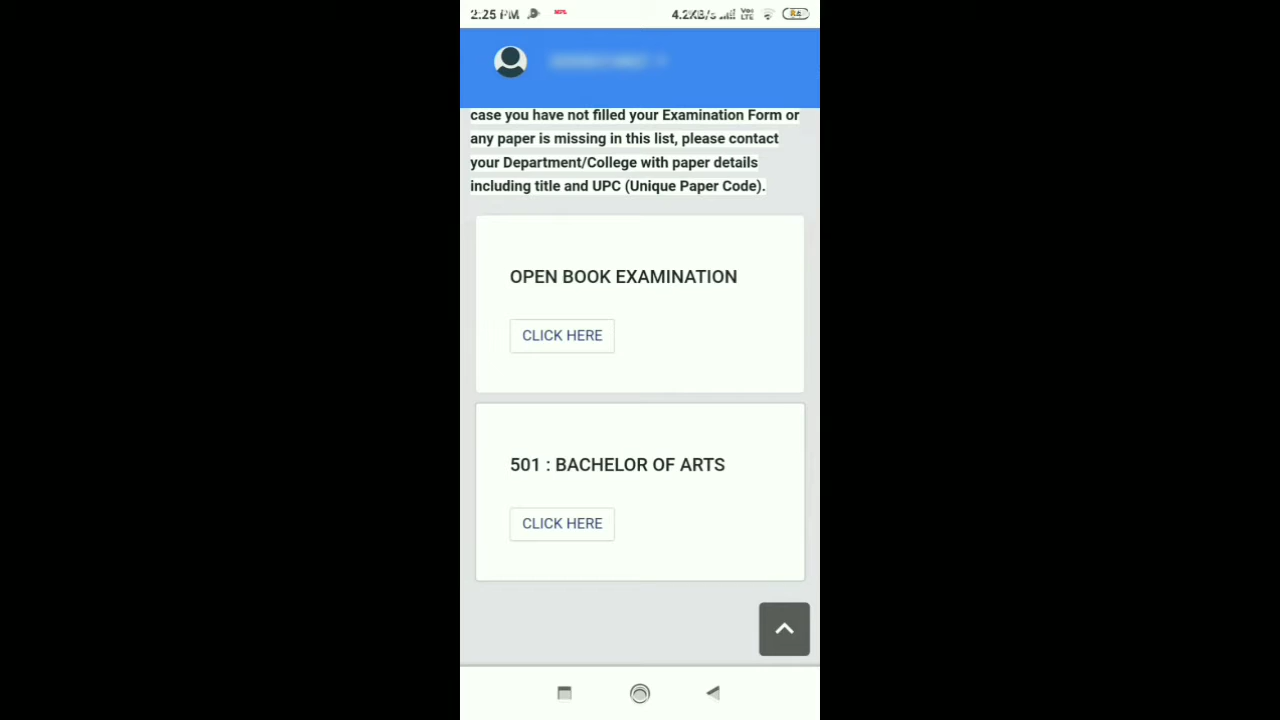 2:25 PM 4.2KB/s Vo) LTE
case you have not filled your Examination Form or
any paper is missing in this list, please contact
your Department/College with paper details
including title and UPC (Unique Paper Code).
OPEN BOOK EXAMINATION
CLICK HERE
501 : BACHELOR OF ARTS
CLICK HERE